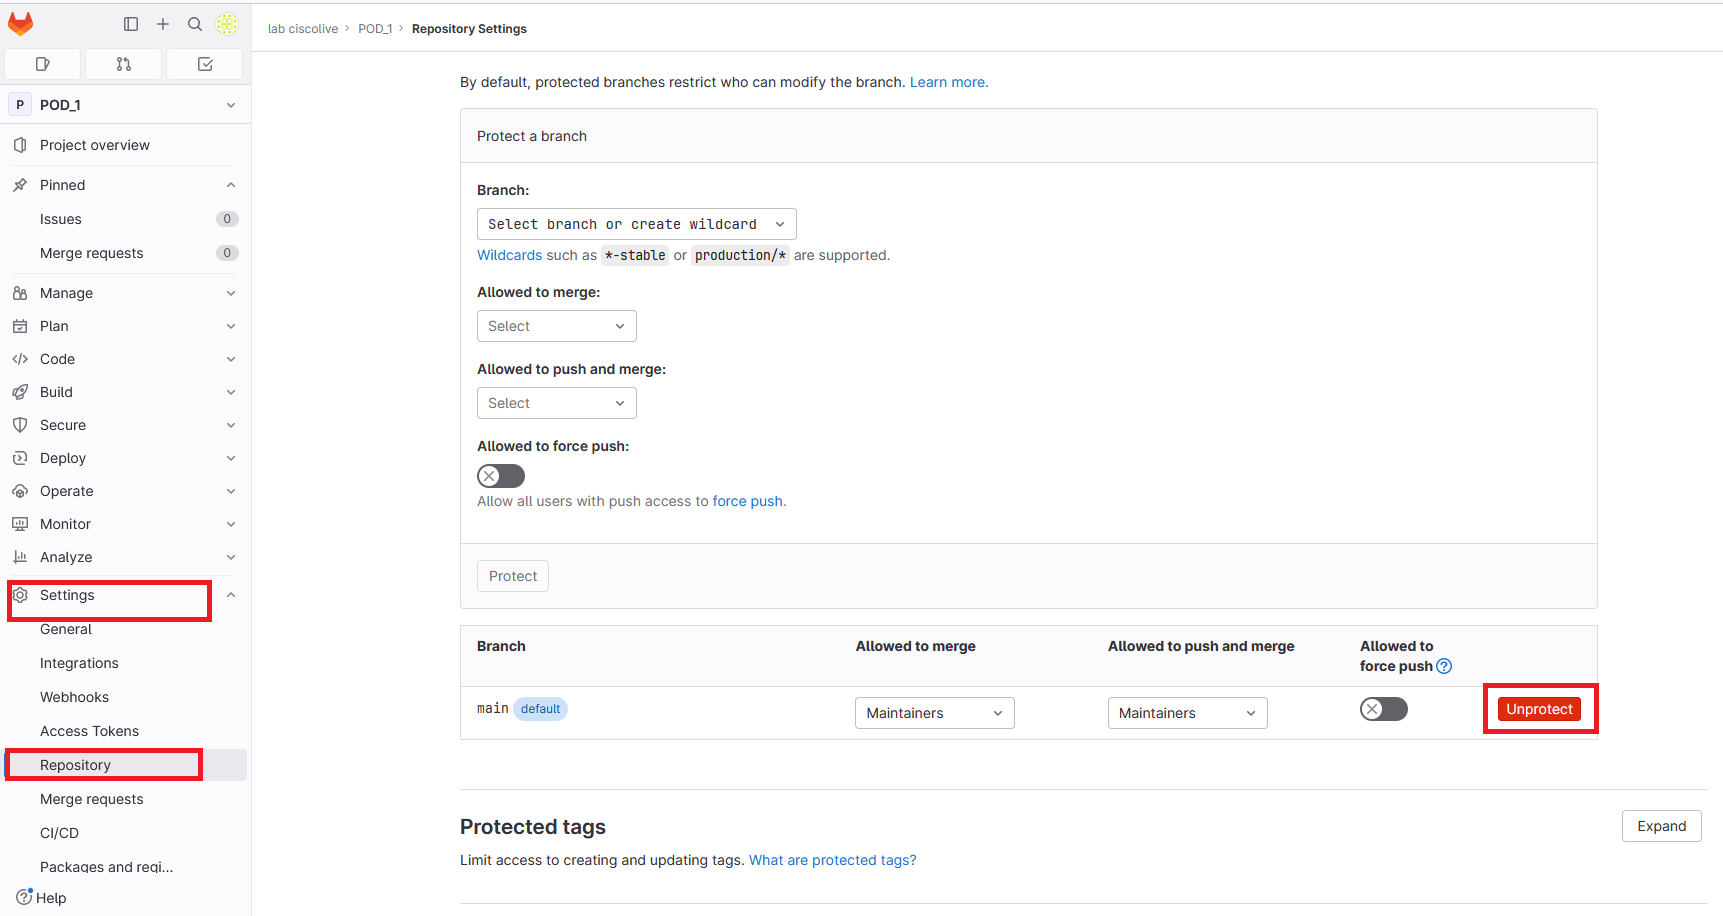 lab ciscolive › POD_1 › Repository Settings
P POD_1
Project overview
Pinned
Issues 0
Merge requests 0
Manage
Plan
Code
Build
Secure
Deploy
Operate
Monitor
Analyze
Settings
General
Integrations
Webhooks
Access Tokens
Repository
Merge requests
CI/CD
Packages and regi...
Help
By default, protected branches restrict who can modify the branch. Learn more.
Protect a branch
Branch:
Select branch or create wildcard
Wildcards such as *-stable or production/* are supported.
Allowed to merge:
Select
Allowed to push and merge:
Select
Allowed to force push:
Allow all users with push access to force push.
Protect
Branch Allowed to merge Allowed to push and merge Allowed to
force push ?
main default Maintainers Maintainers Unprotect
Protected tags
Expand
Limit access to creating and updating tags. What are protected tags?